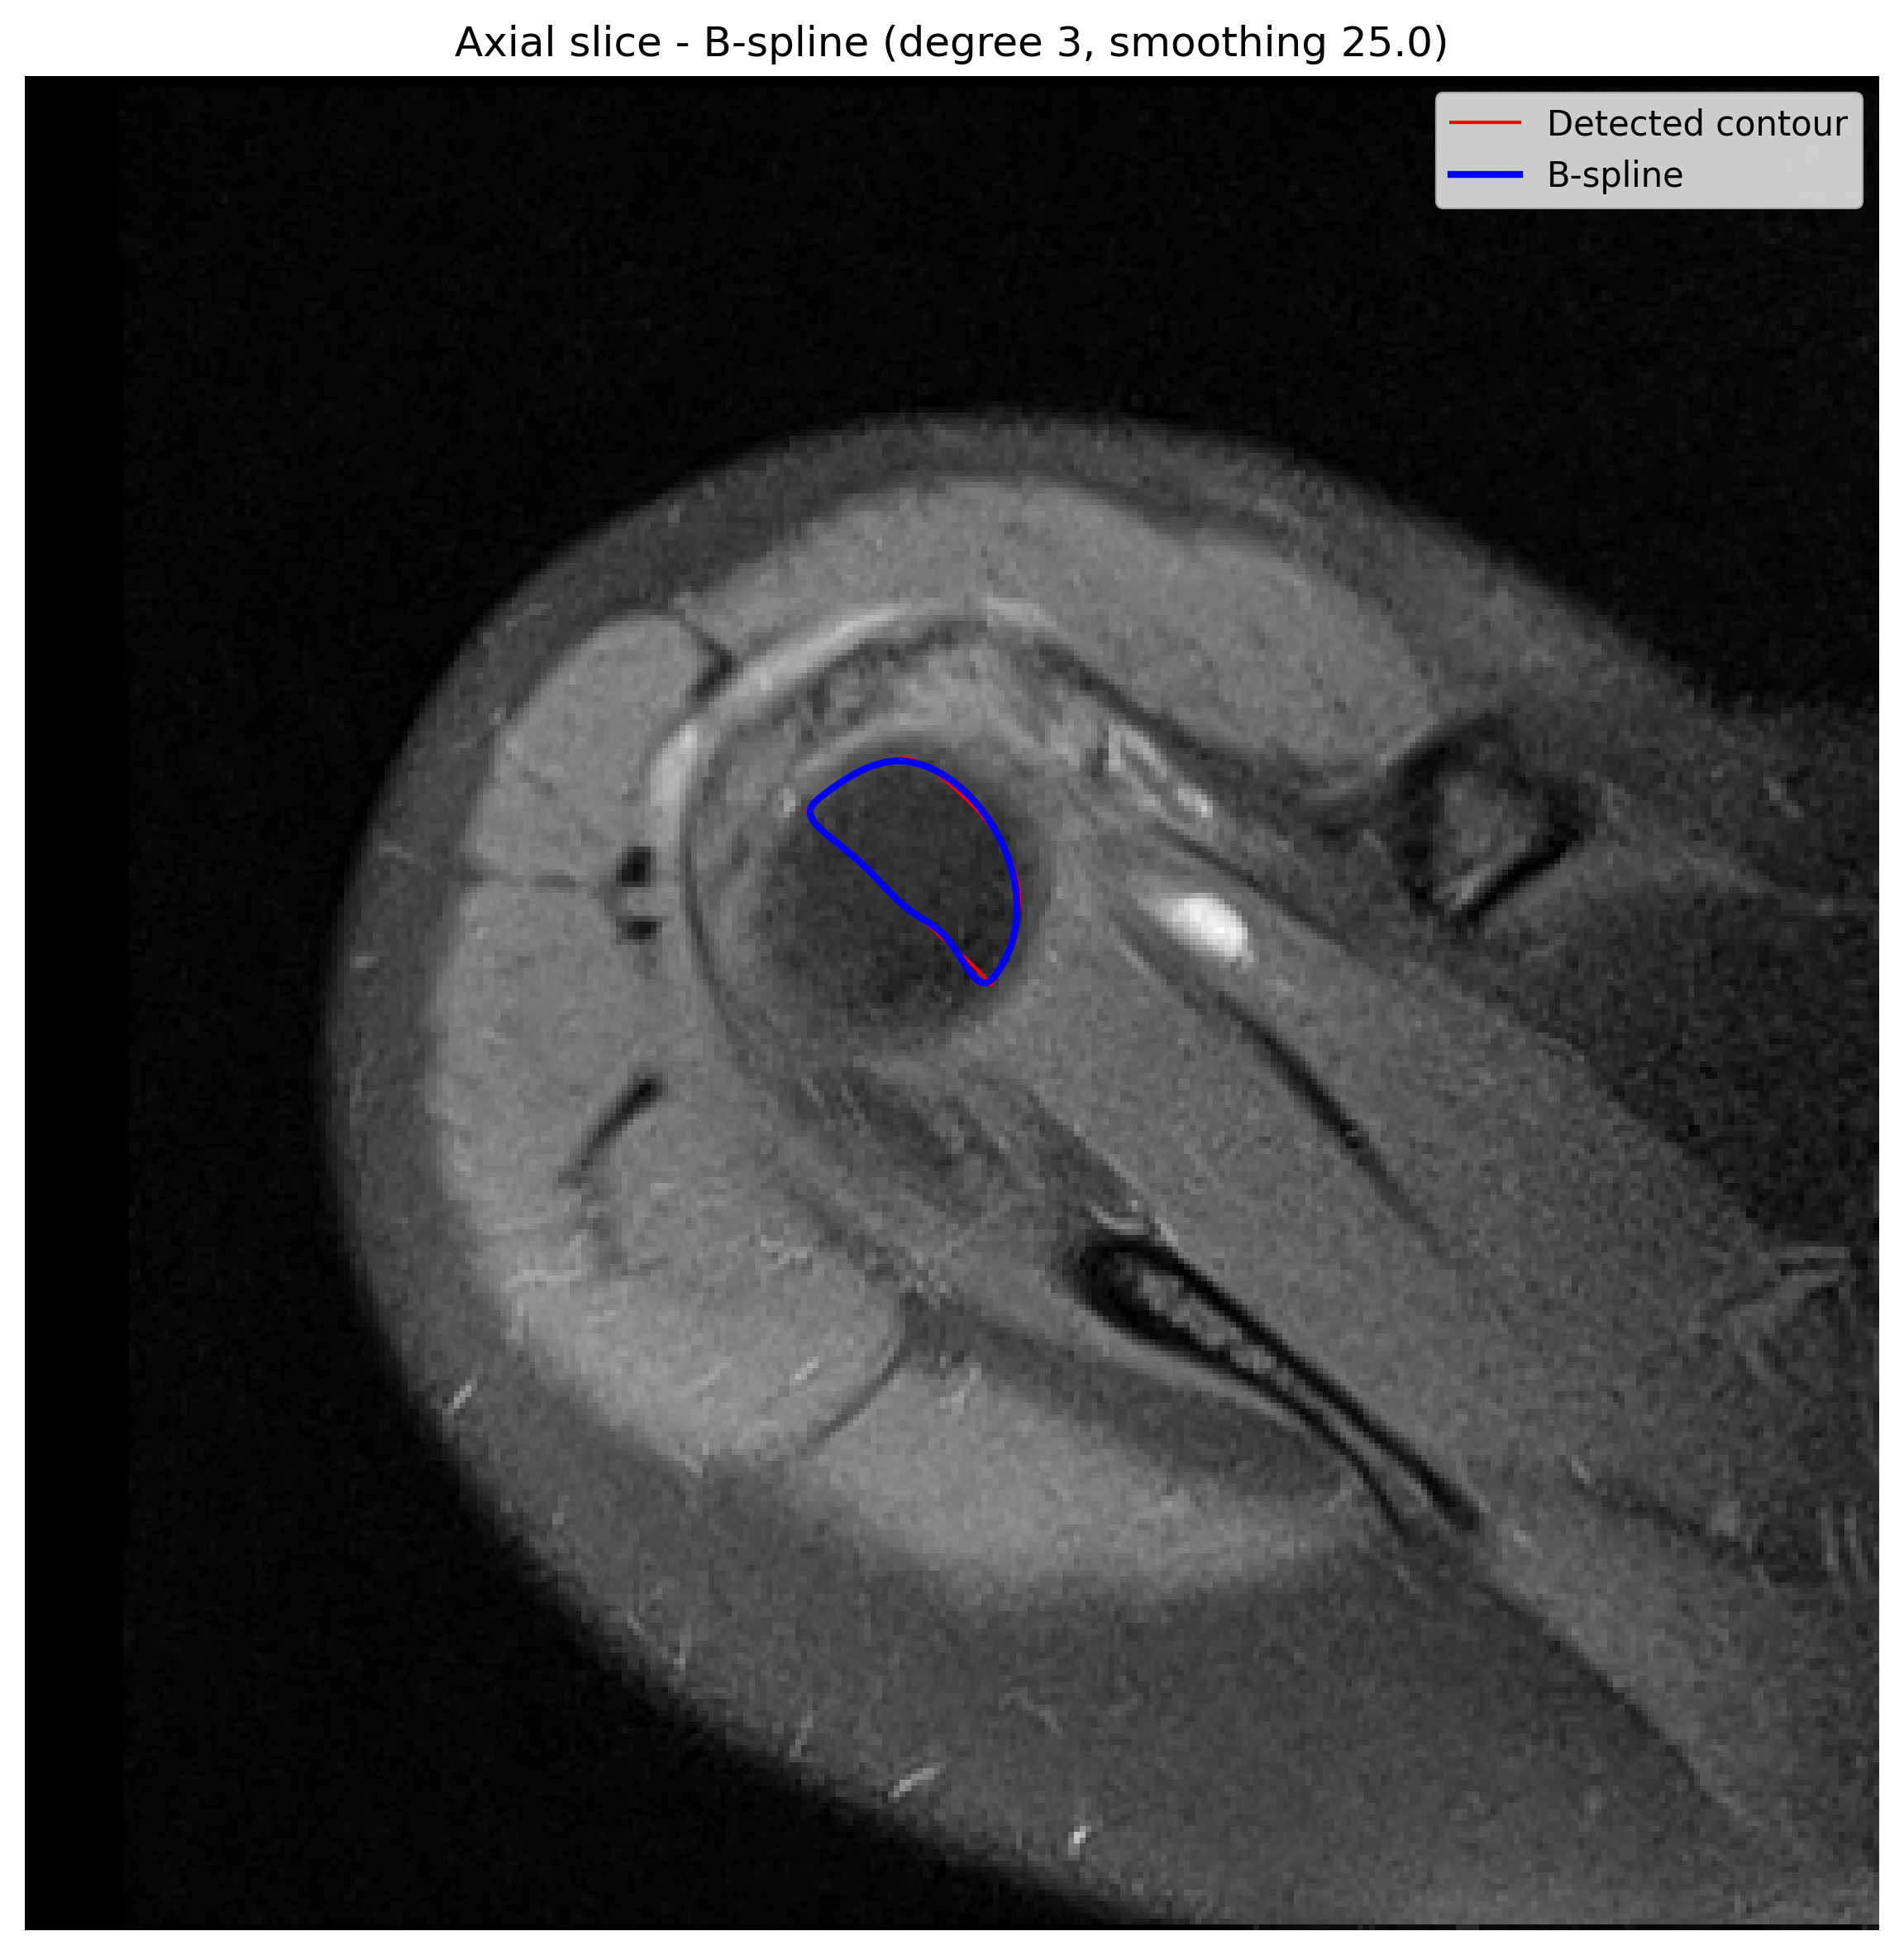 Axial slice - B-spline (degree 3, smoothing 25.0)
Detected contour
B-spline